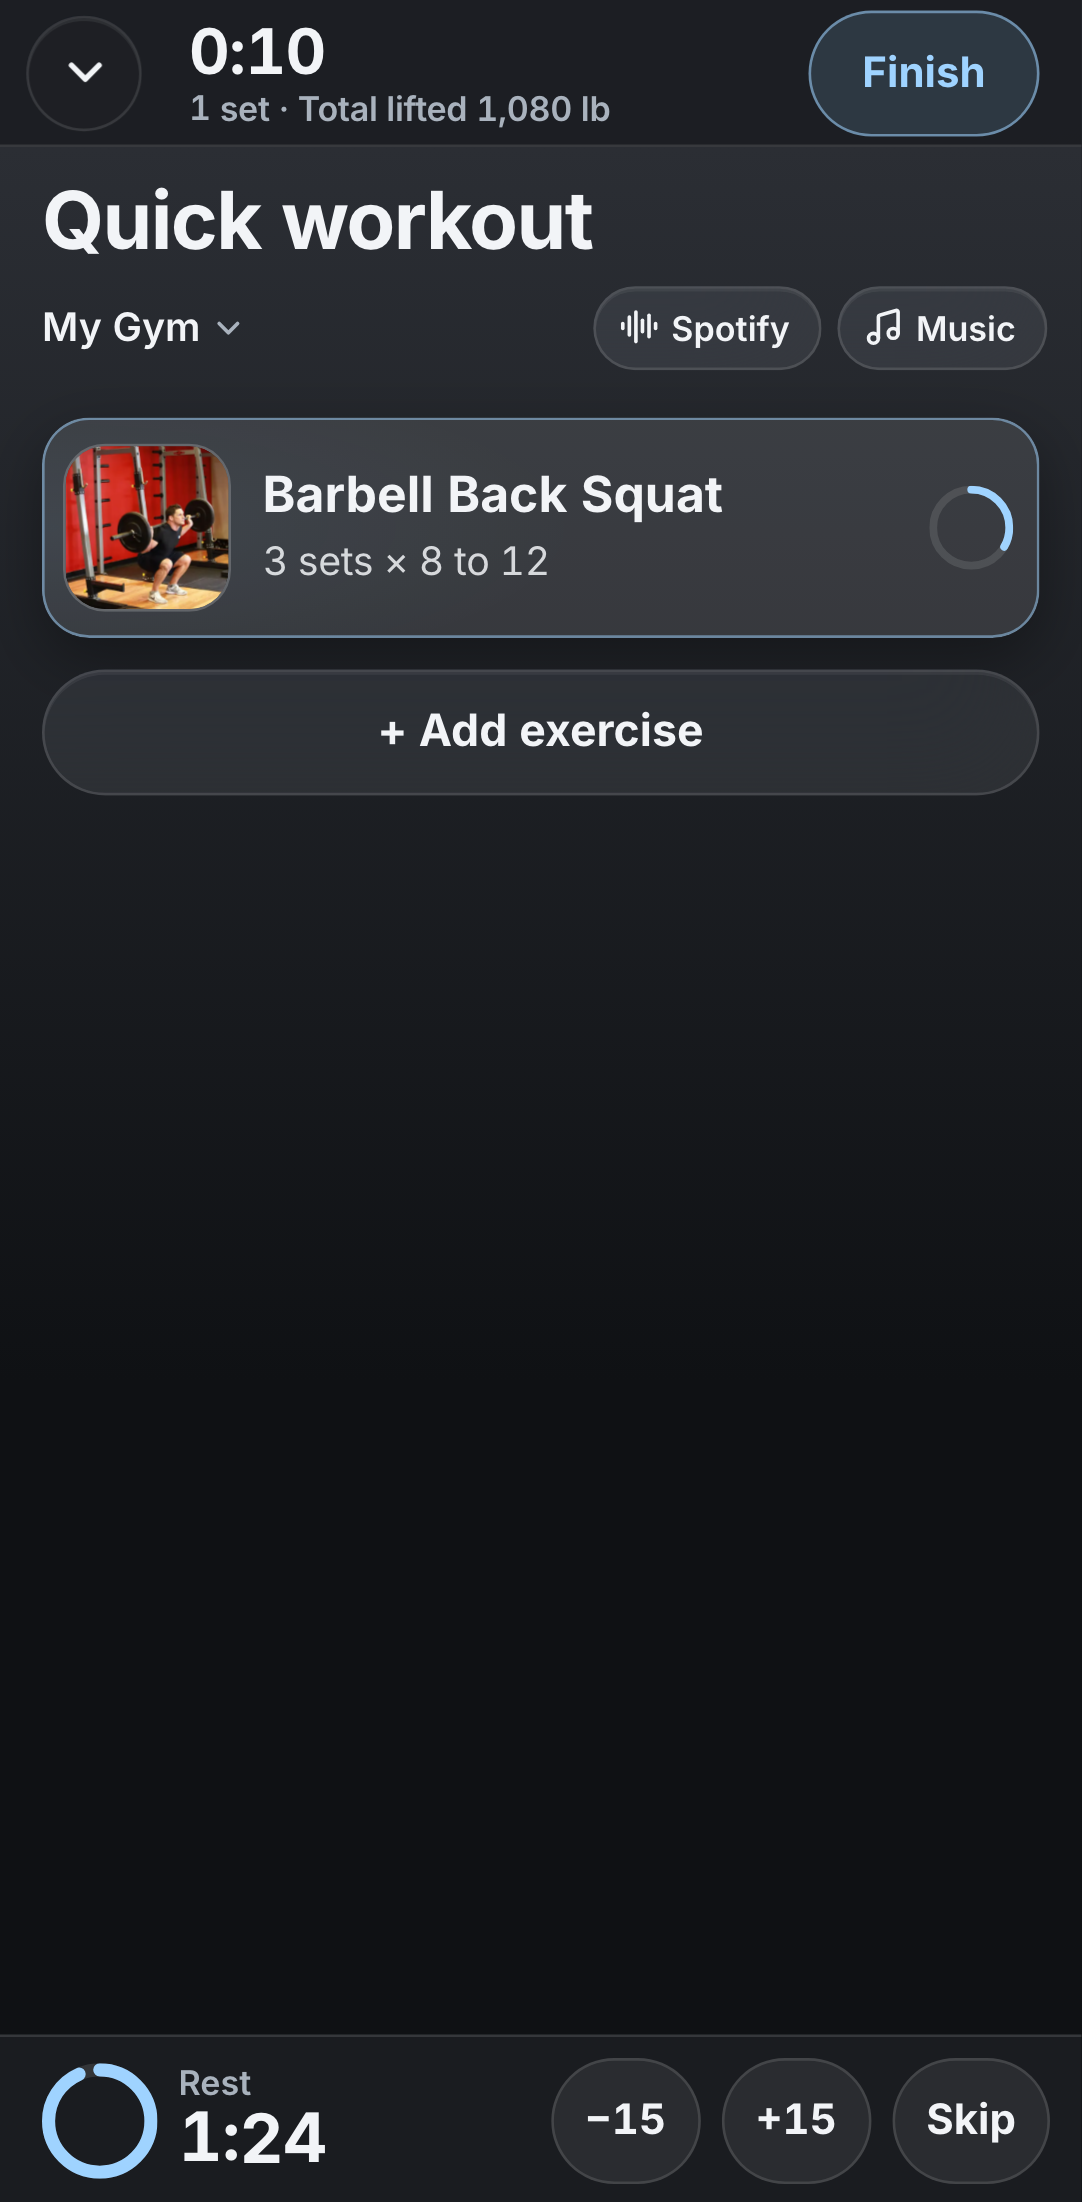 0:10
1 set · Total lifted 1,080 lb
Finish
Quick workout
My Gym
Spotify
Music
Barbell Back Squat
3 sets × 8 to 12
+ Add exercise
Rest
1:24
−15
+15
Skip